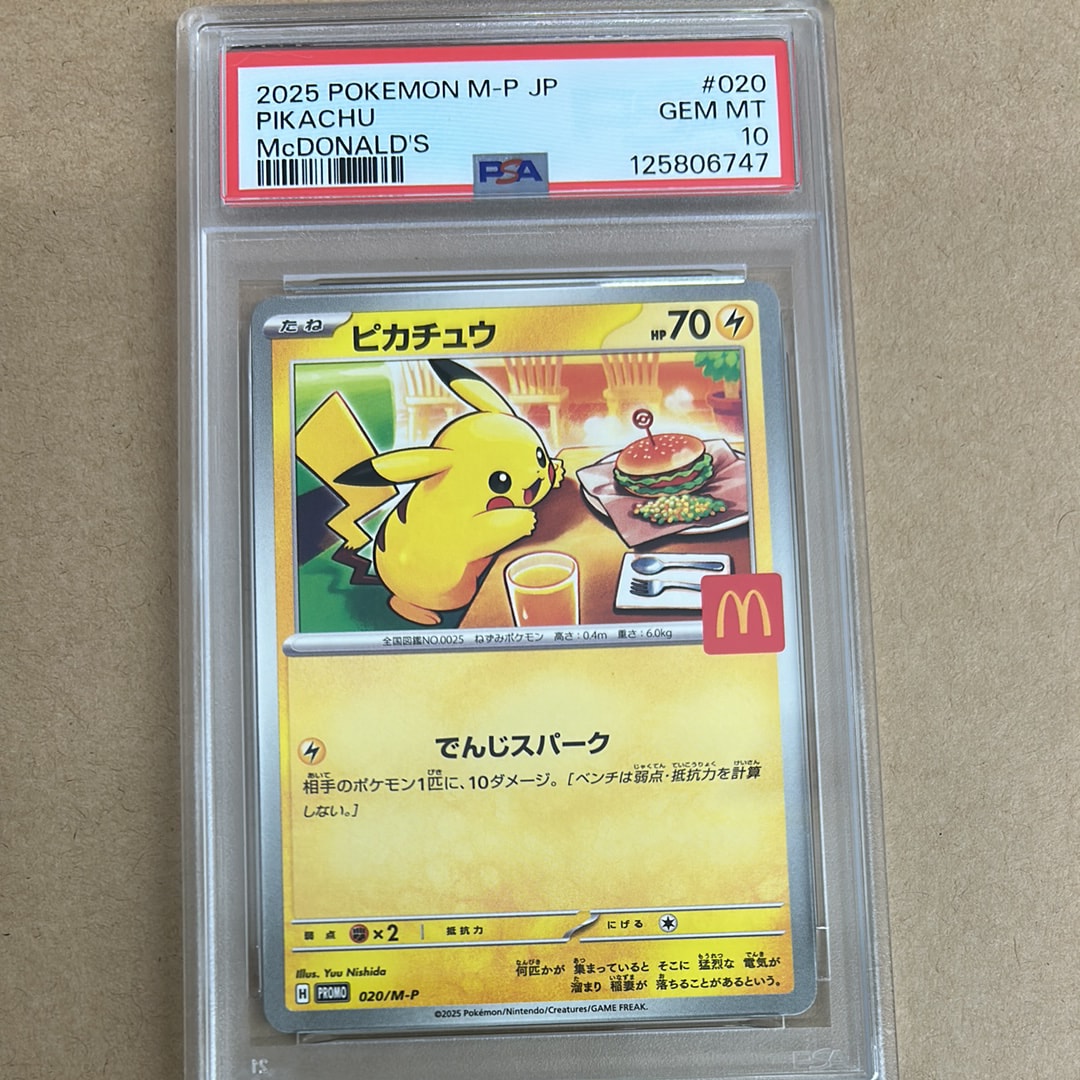 2025 POKEMON M-P JP #020
PIKACHU GEM MT
McDONALD'S 10
PSA 125806747
たね ピカチュウ HP 70
全国図鑑NO.0025 ねずみポケモン 高さ:0.4m 重さ:6.0kg
でんじスパーク
相手のポケモン1匹に、10ダメージ。[ベンチは弱点・抵抗力を計算
しない。]
弱点 ×2 抵抗力 にげる
Illus. Yuu Nishida
何匹かが 集まっていると そこに 猛烈な 電気が
溜まり 稲妻が 落ちることがあるという。
H PROMO 020/M-P
©2025 Pokémon/Nintendo/Creatures/GAME FREAK.